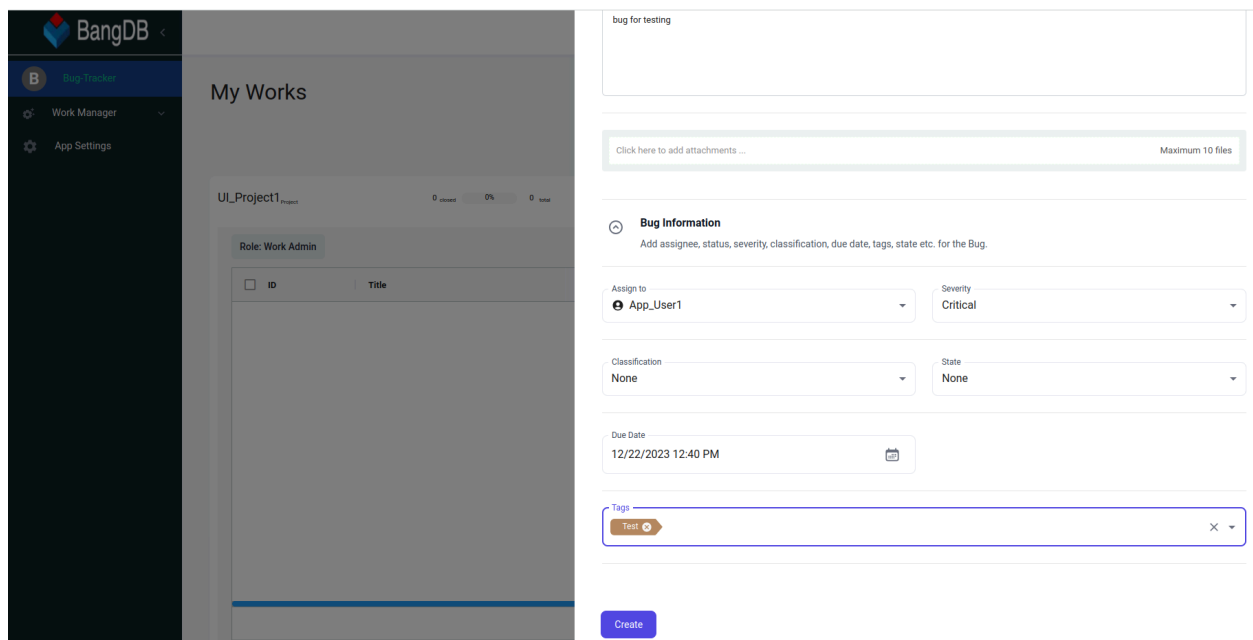 BangDB
B Bug-Tracker
Work Manager
App Settings
My Works
UI_Project1 Project 0 closed 0% 0 total
Role: Work Admin
ID Title
bug for testing
Click here to add attachments ... Maximum 10 files
Bug Information
Add assignee, status, severity, classification, due date, tags, state etc. for the Bug.
Assign to Severity
App_User1 Critical
Classification State
None None
Due Date
12/22/2023 12:40 PM
Tags
Test
Create